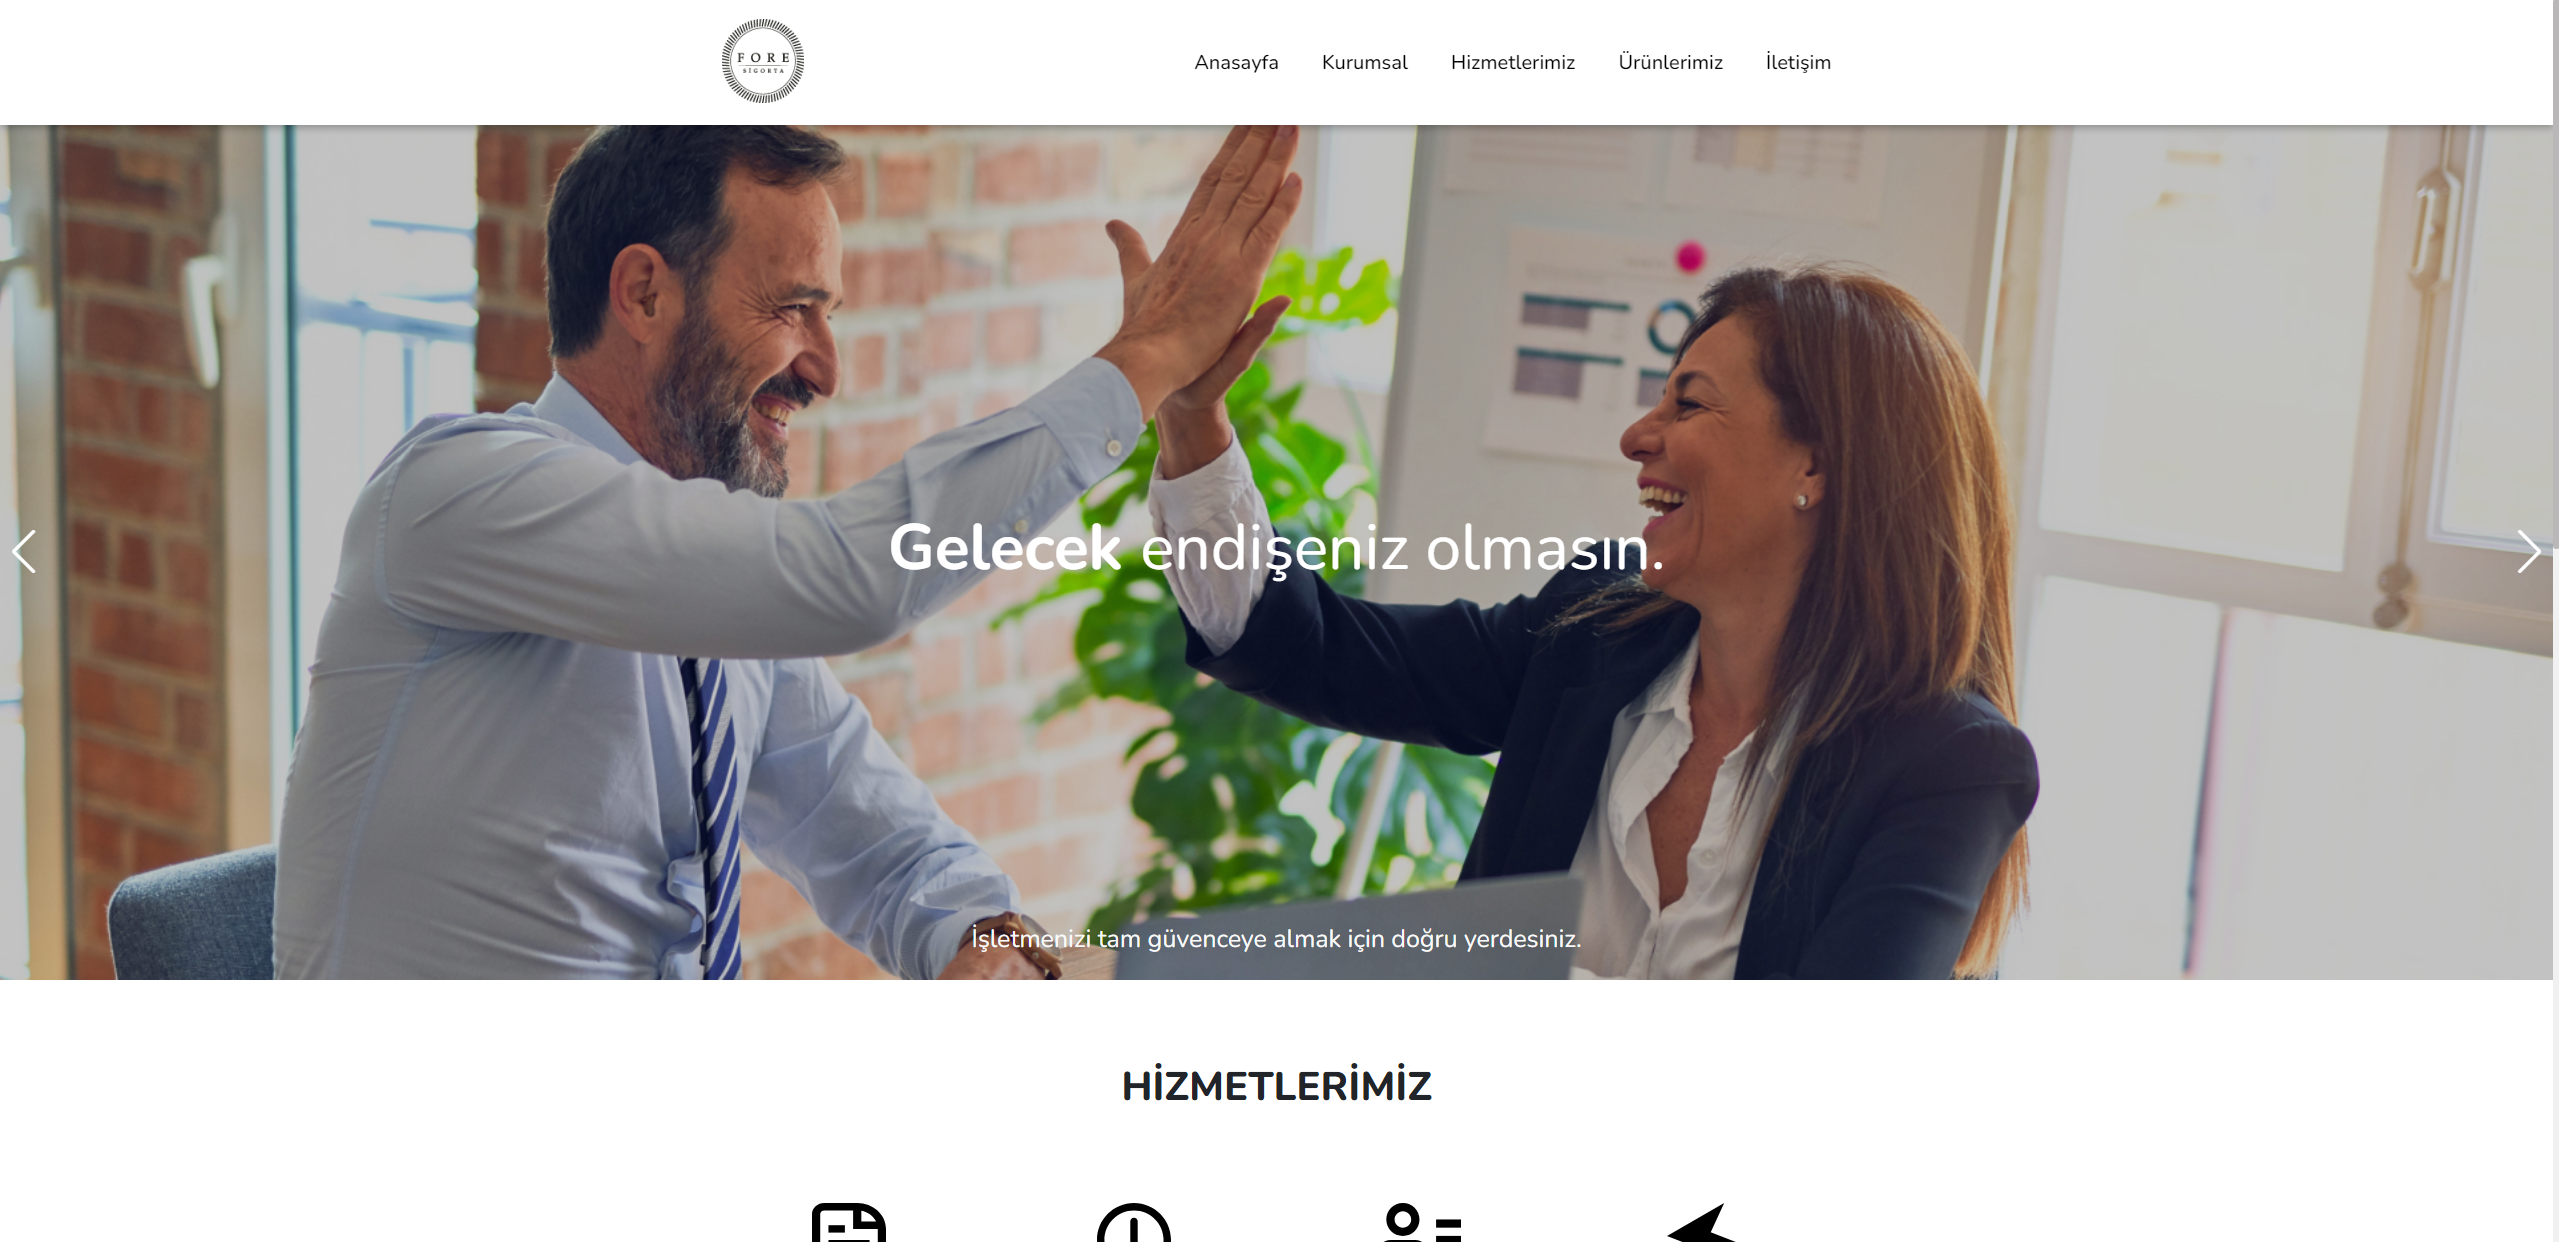 FORE
SİGORTA
Anasayfa Kurumsal Hizmetlerimiz Ürünlerimiz İletişim
Gelecek endişeniz olmasın.
İşletmenizi tam güvenceye almak için doğru yerdesiniz.
HİZMETLERİMİZ